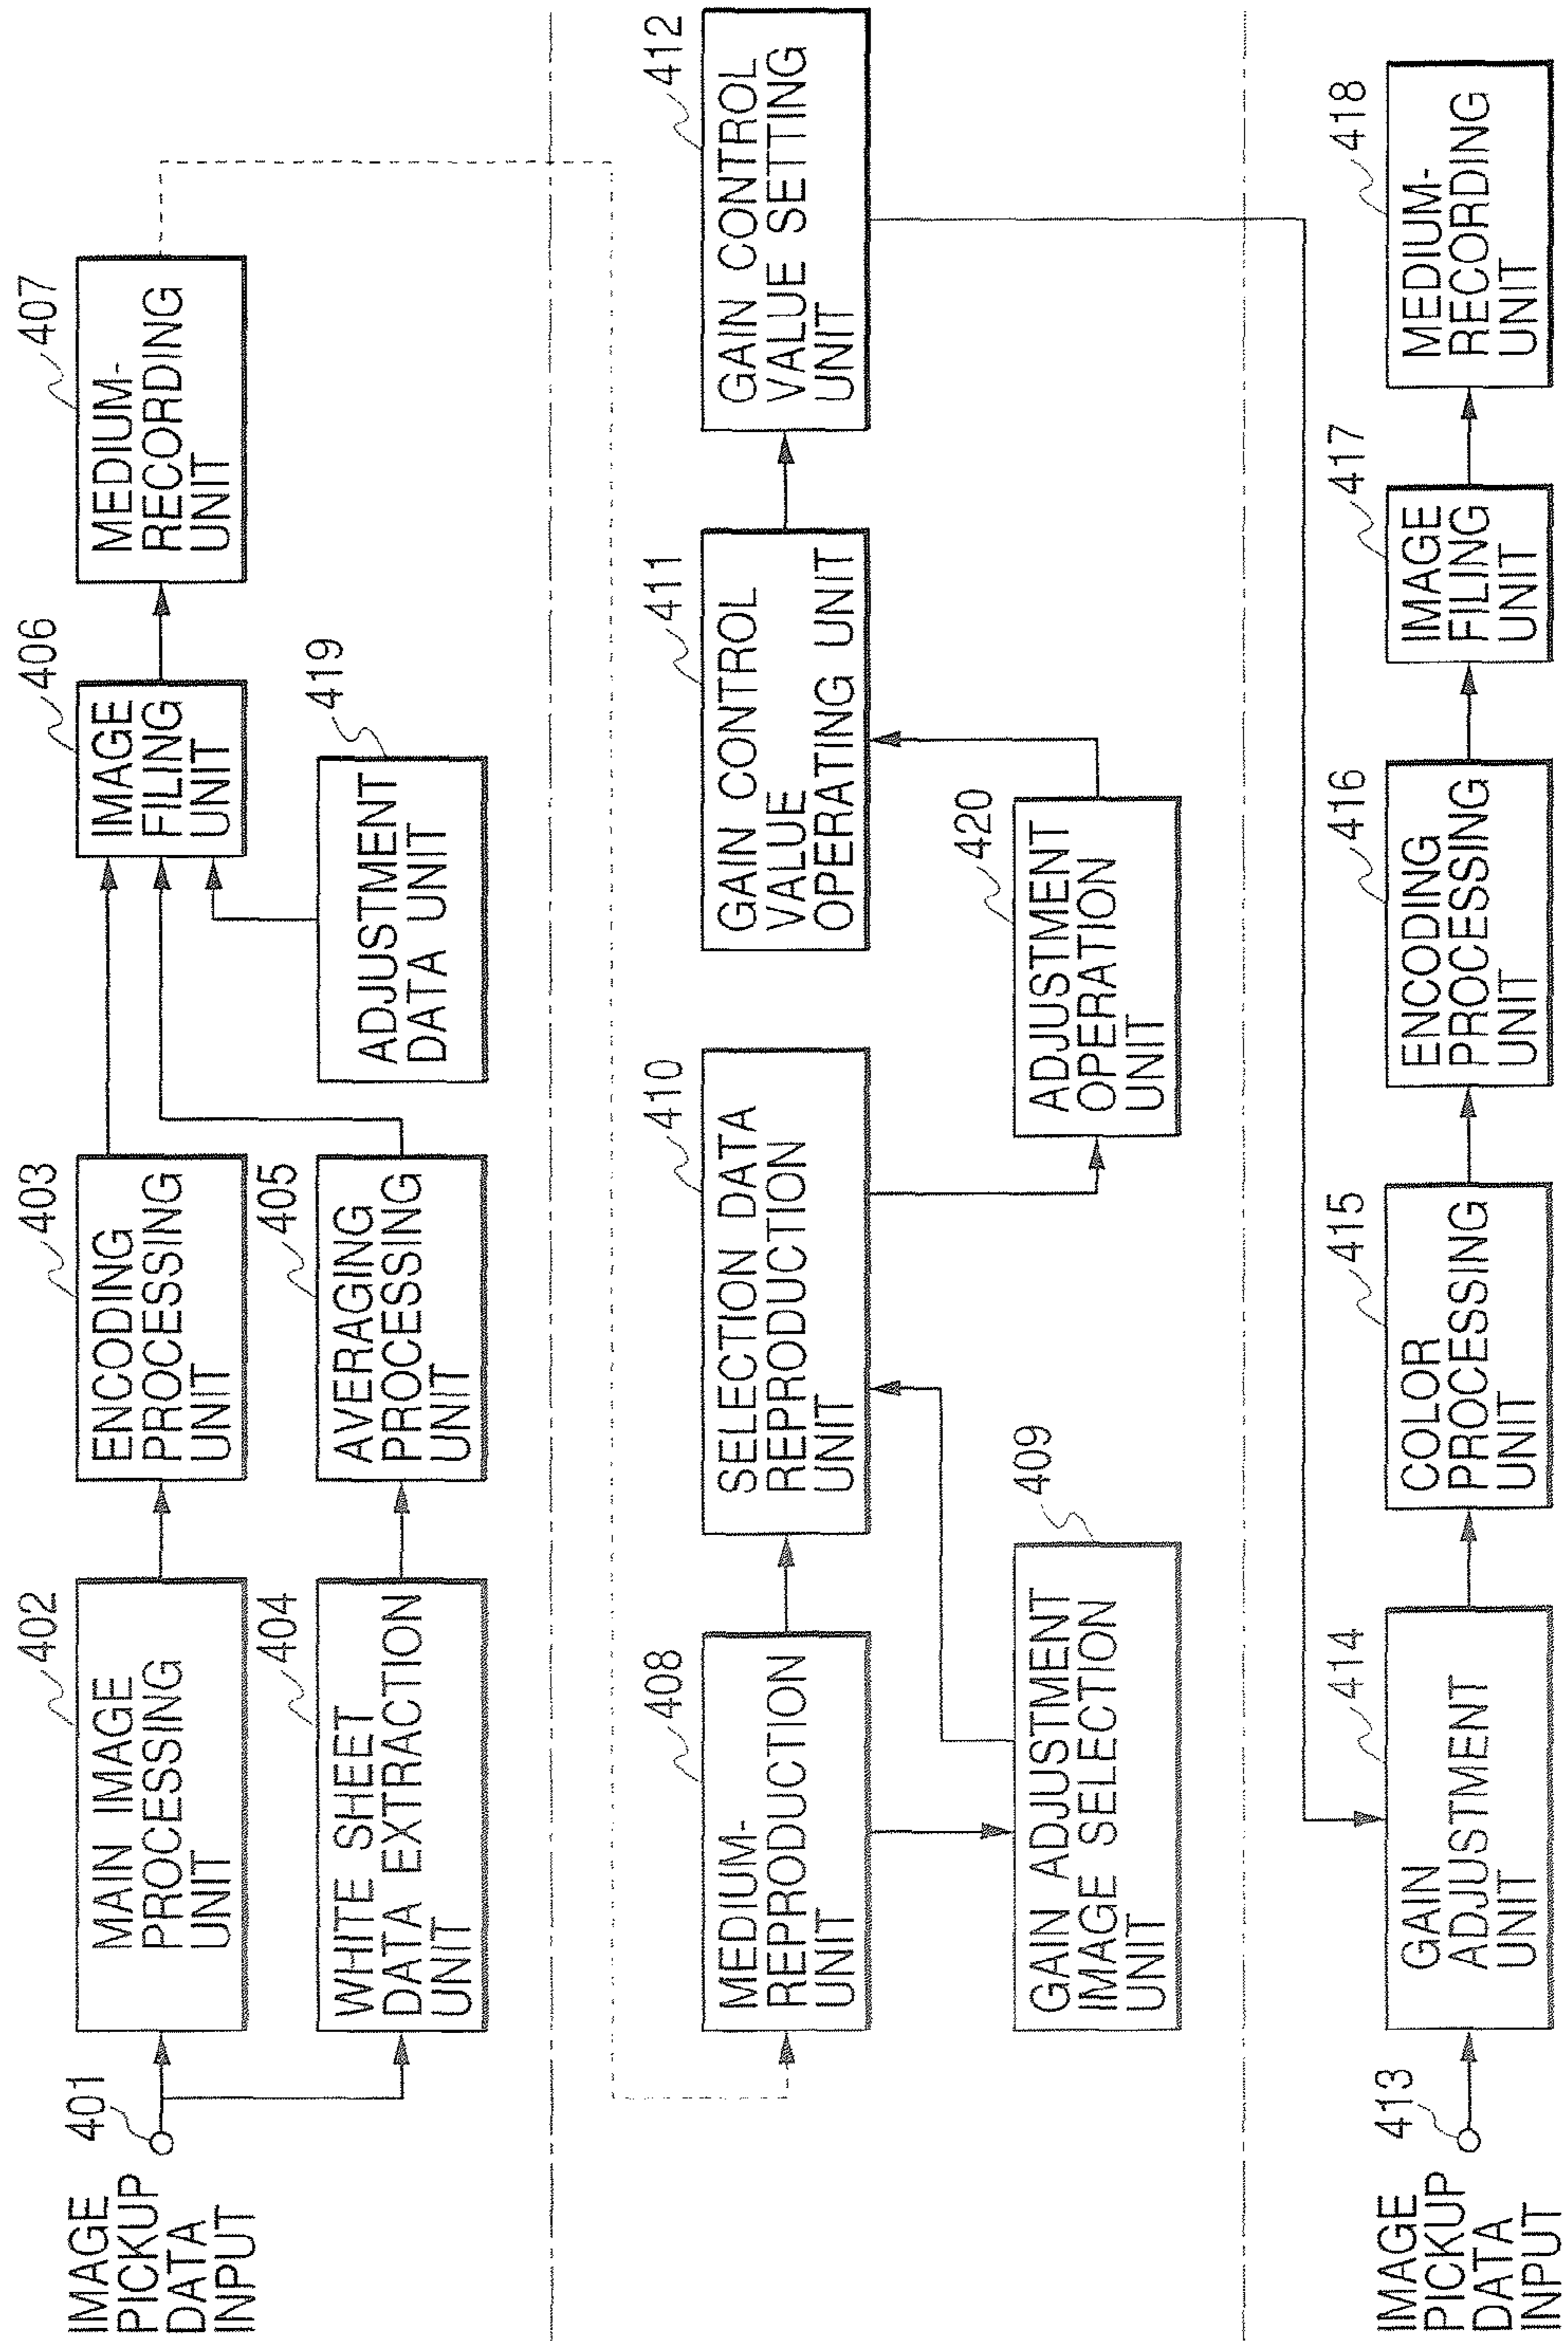 IMAGE
PICKUP
DATA
INPUT
401
402
MAIN IMAGE
PROCESSING
UNIT
403
ENCODING
PROCESSING
UNIT
404
WHITE SHEET
DATA EXTRACTION
UNIT
405
AVERAGING
PROCESSING
UNIT
406
IMAGE
FILING
UNIT
419
ADJUSTMENT
DATA UNIT
407
MEDIUM-
RECORDING
UNIT
408
MEDIUM-
REPRODUCTION
UNIT
409
GAIN ADJUSTMENT
IMAGE SELECTION
UNIT
410
SELECTION DATA
REPRODUCTION
UNIT
420
ADJUSTMENT
OPERATION
UNIT
411
GAIN CONTROL
VALUE
OPERATING UNIT
412
GAIN CONTROL
VALUE SETTING
UNIT
IMAGE
PICKUP
DATA
INPUT
413
414
GAIN
ADJUSTMENT
UNIT
415
COLOR
PROCESSING
UNIT
416
ENCODING
PROCESSING
UNIT
417
IMAGE
FILING
UNIT
418
MEDIUM-
RECORDING
UNIT